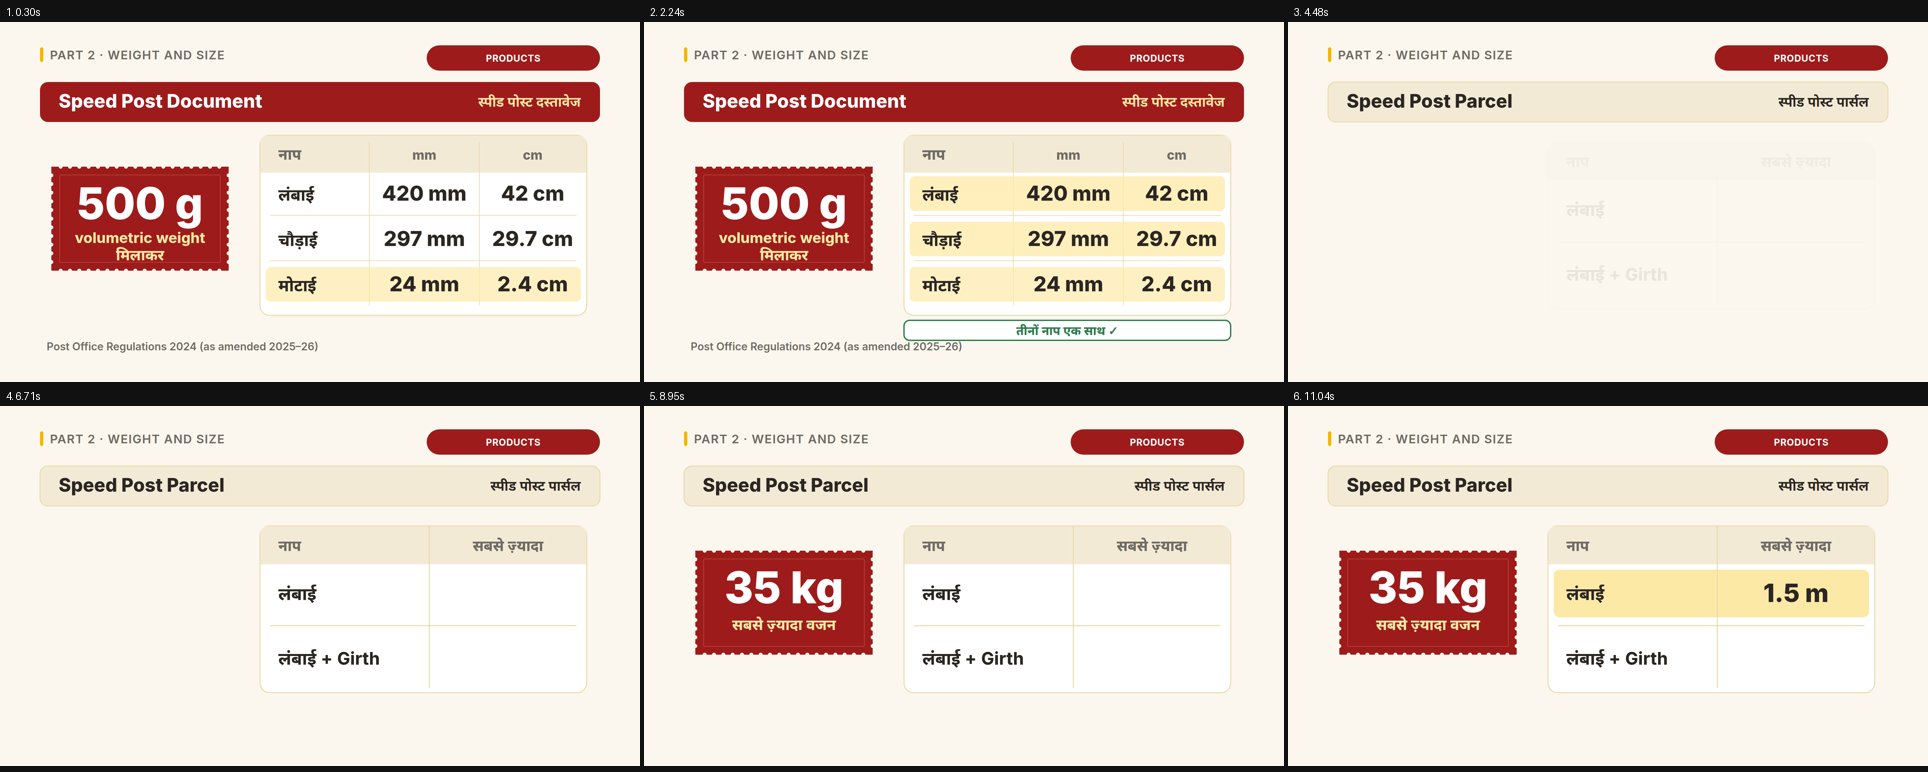 1. 0.30s
PART 2 · WEIGHT AND SIZE
PRODUCTS
Speed Post Document
स्पीड पोस्ट दस्तावेज
500 g
volumetric weight
मिलाकर
नाप mm cm
लंबाई 420 mm 42 cm
चौड़ाई 297 mm 29.7 cm
मोटाई 24 mm 2.4 cm
Post Office Regulations 2024 (as amended 2025–26)
2. 2.24s
PART 2 · WEIGHT AND SIZE
PRODUCTS
Speed Post Document
स्पीड पोस्ट दस्तावेज
500 g
volumetric weight
मिलाकर
नाप mm cm
लंबाई 420 mm 42 cm
चौड़ाई 297 mm 29.7 cm
मोटाई 24 mm 2.4 cm
तीनों नाप एक साथ ✓
Post Office Regulations 2024 (as amended 2025–26)
3. 4.48s
PART 2 · WEIGHT AND SIZE
PRODUCTS
Speed Post Parcel
स्पीड पोस्ट पार्सल
नाप सबसे ज़्यादा
लंबाई
लंबाई + Girth
4. 6.71s
PART 2 · WEIGHT AND SIZE
PRODUCTS
Speed Post Parcel
स्पीड पोस्ट पार्सल
नाप सबसे ज़्यादा
लंबाई
लंबाई + Girth
5. 8.95s
PART 2 · WEIGHT AND SIZE
PRODUCTS
Speed Post Parcel
स्पीड पोस्ट पार्सल
35 kg
सबसे ज़्यादा वजन
नाप सबसे ज़्यादा
लंबाई
लंबाई + Girth
6. 11.04s
PART 2 · WEIGHT AND SIZE
PRODUCTS
Speed Post Parcel
स्पीड पोस्ट पार्सल
35 kg
सबसे ज़्यादा वजन
नाप सबसे ज़्यादा
लंबाई 1.5 m
लंबाई + Girth